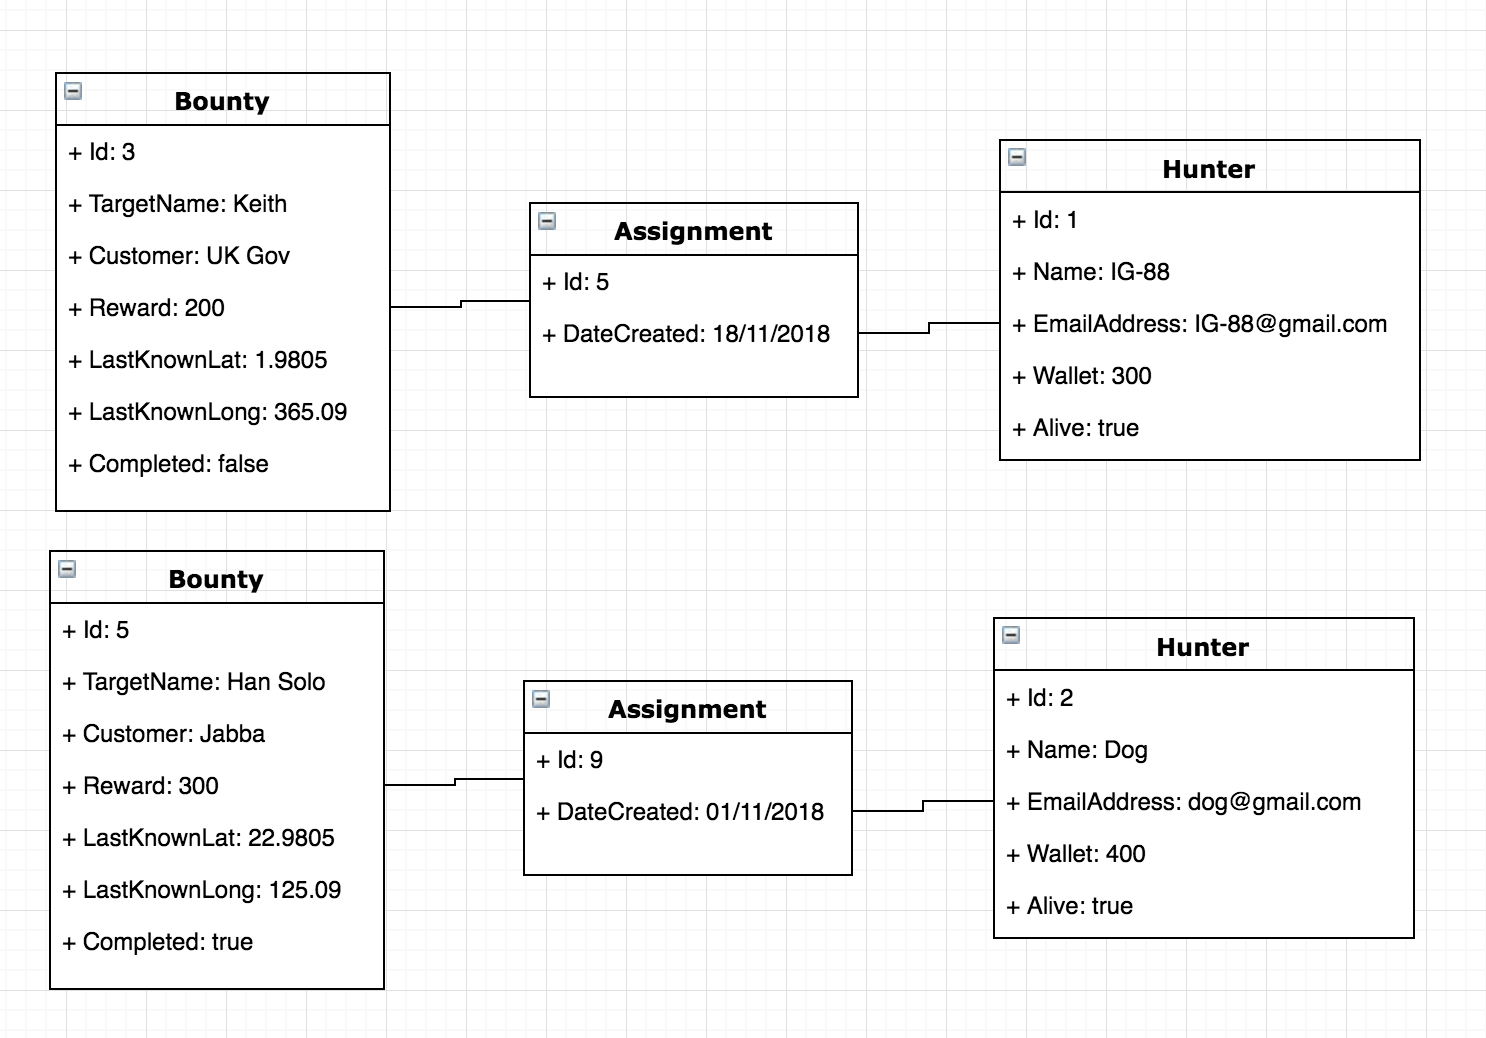 Bounty
+ Id: 3
+ TargetName: Keith
+ Customer: UK Gov
+ Reward: 200
+ LastKnownLat: 1.9805
+ LastKnownLong: 365.09
+ Completed: false
Assignment
+ Id: 5
+ DateCreated: 18/11/2018
Hunter
+ Id: 1
+ Name: IG-88
+ EmailAddress: IG-88@gmail.com
+ Wallet: 300
+ Alive: true
Bounty
+ Id: 5
+ TargetName: Han Solo
+ Customer: Jabba
+ Reward: 300
+ LastKnownLat: 22.9805
+ LastKnownLong: 125.09
+ Completed: true
Assignment
+ Id: 9
+ DateCreated: 01/11/2018
Hunter
+ Id: 2
+ Name: Dog
+ EmailAddress: dog@gmail.com
+ Wallet: 400
+ Alive: true